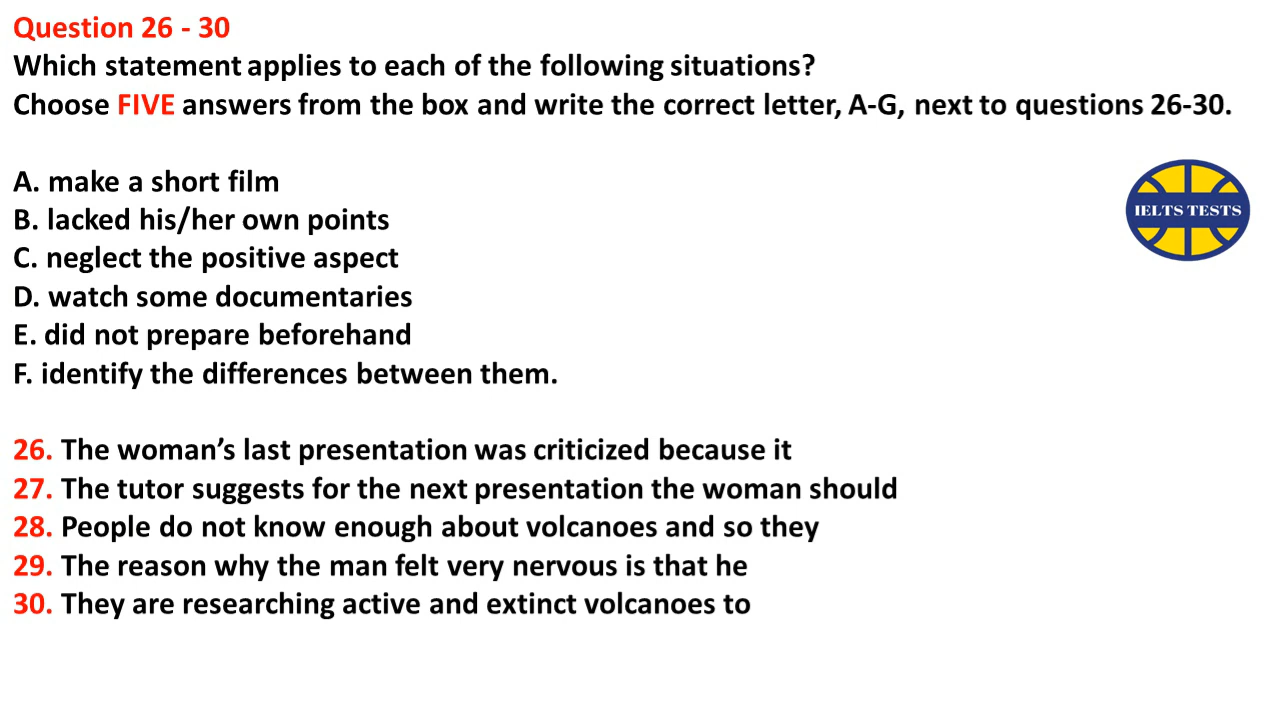 Question 26 - 30
Which statement applies to each of the following situations?
Choose FIVE answers from the box and write the correct letter, A-G, next to questions 26-30.
A. make a short film
B. lacked his/her own points
C. neglect the positive aspect
D. watch some documentaries
E. did not prepare beforehand
F. identify the differences between them.
IELTS TESTS
26. The woman’s last presentation was criticized because it
27. The tutor suggests for the next presentation the woman should
28. People do not know enough about volcanoes and so they
29. The reason why the man felt very nervous is that he
30. They are researching active and extinct volcanoes to